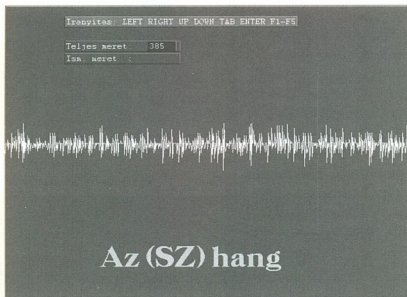 Iranyitas: LEFT RIGHT UP DOWN TAB ENTER F1-F5
Teljes meret 385
Ism. meret :
Az (SZ) hang